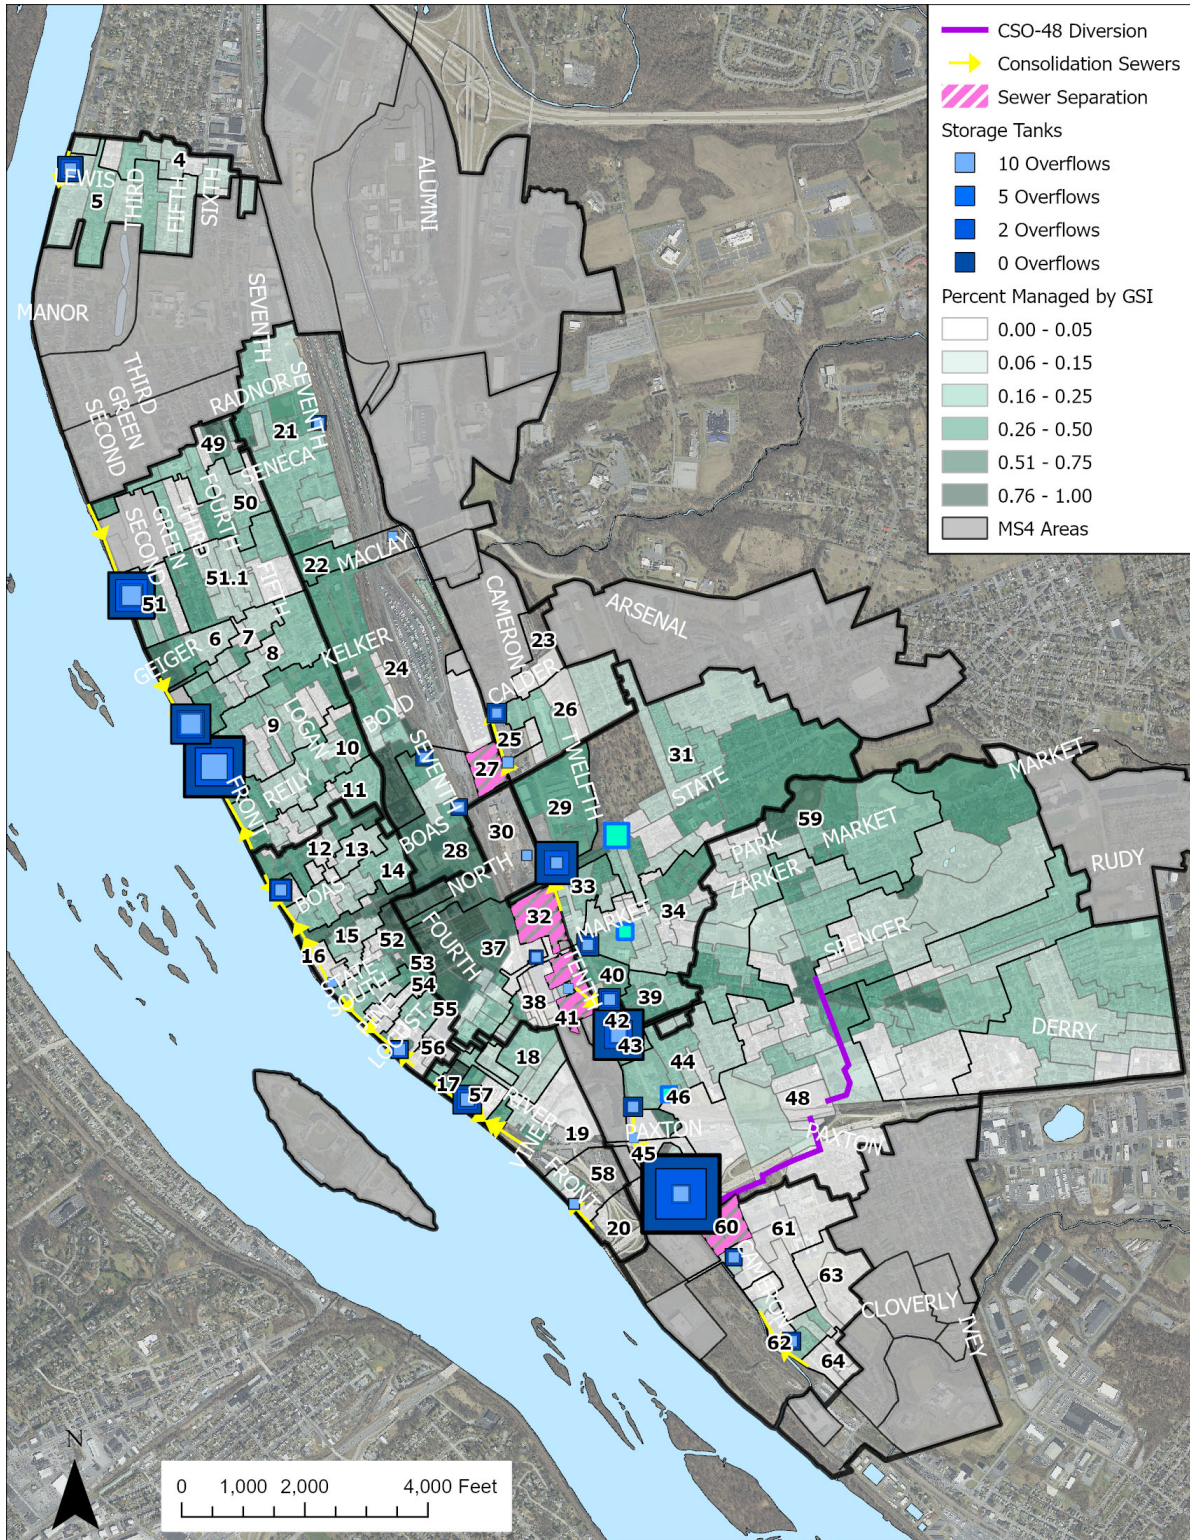 CSO-48 Diversion
Consolidation Sewers
Sewer Separation
Storage Tanks
10 Overflows
5 Overflows
2 Overflows
0 Overflows
Percent Managed by GSI
0.00 - 0.05
0.06 - 0.15
0.16 - 0.25
0.26 - 0.50
0.51 - 0.75
0.76 - 1.00
MS4 Areas
4
LEWIS
5
THIRD
FIFTH
SIXTH
ALUMNI
MANOR
SEVENTH
THIRD
GREEN
SECOND
RADNOR
SEVENTH
21
49
SENECA
FOURTH
50
SECOND
GREEN
THIRD
22
MACLAY
51
51.1
FIFTH
CAMERON
ARSENAL
23
6
7
8
GEIGER
KELKER
24
CALDER
26
9
LOGAN
BOYD
10
25
SEVENTH
27
TWELFTH
31
STATE
REILY
11
FRONT
29
59
MARKET
MARKET
12
13
BOAS
30
PARK
ZARKER
RUDY
14
28
NORTH
33
BOAS
32
MARKET
34
15
52
FOURTH
37
SPENCER
16
STATE
SOUTH
53
TENTH
40
54
39
38
41
55
42
43
DERRY
LOCUST
56
18
44
17
57
46
48
RIVER
VINE
19
PAXTON
PAXTON
45
58
FRONT
20
60
61
CAMERON
63
CLOVERLY
IVEY
62
64
N
0 1,000 2,000 4,000 Feet